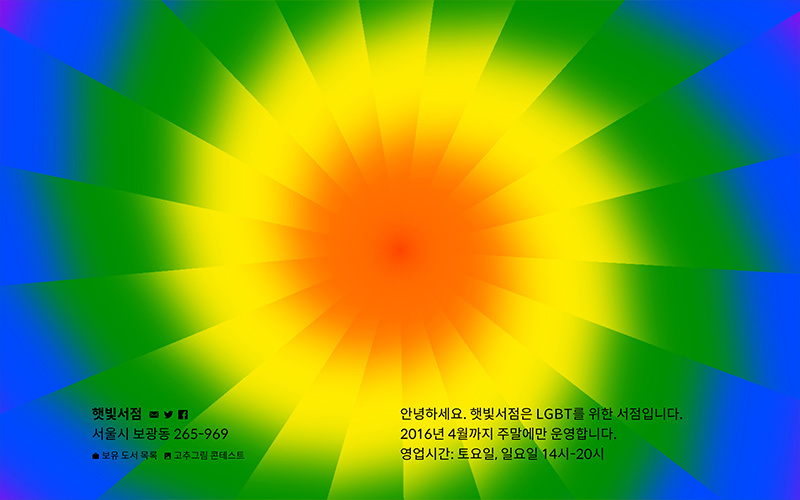 햇빛서점
서울시 보광동 265-969
보유 도서 목록 고추그림 콘테스트
안녕하세요. 햇빛서점은 LGBT를 위한 서점입니다.
2016년 4월까지 주말에만 운영합니다.
영업시간: 토요일, 일요일 14시-20시